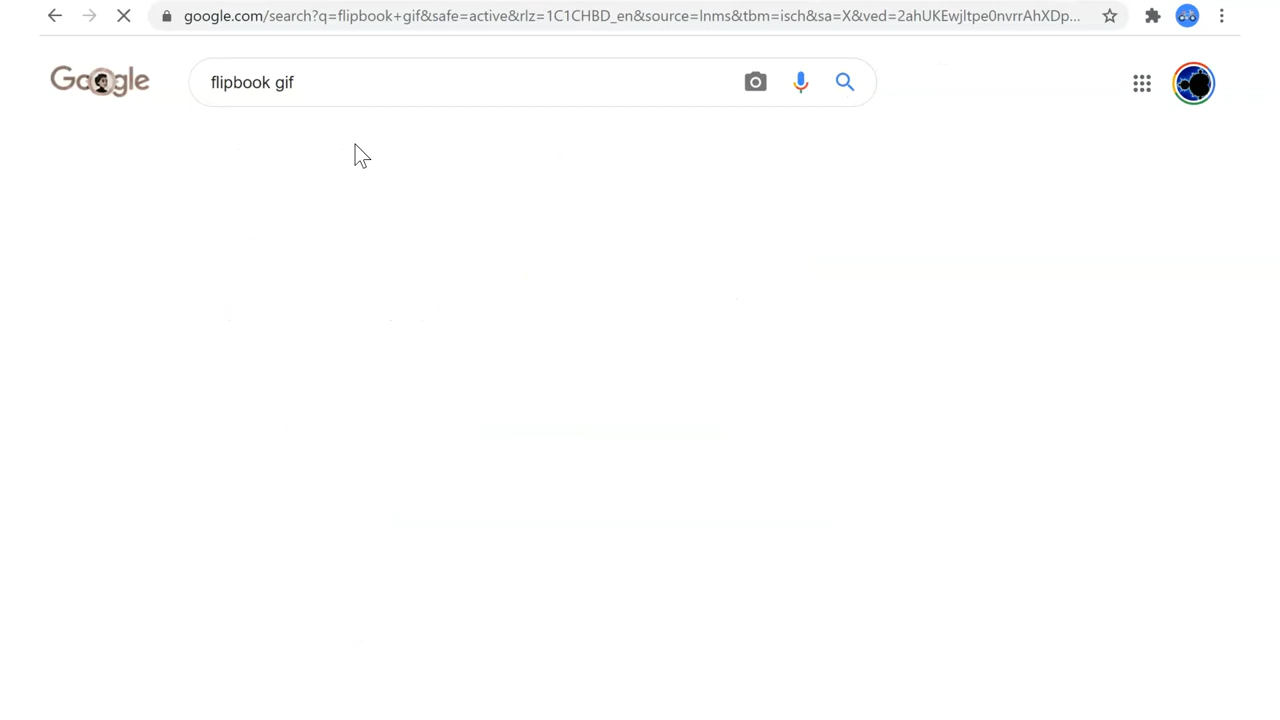 google.com/search?q=flipbook+gif&safe=active&rlz=1C1CHBD_en&source=lnms&tbm=isch&sa=X&ved=2ahUKEwjltpe0nvrrAhXDp...
Google
flipbook gif